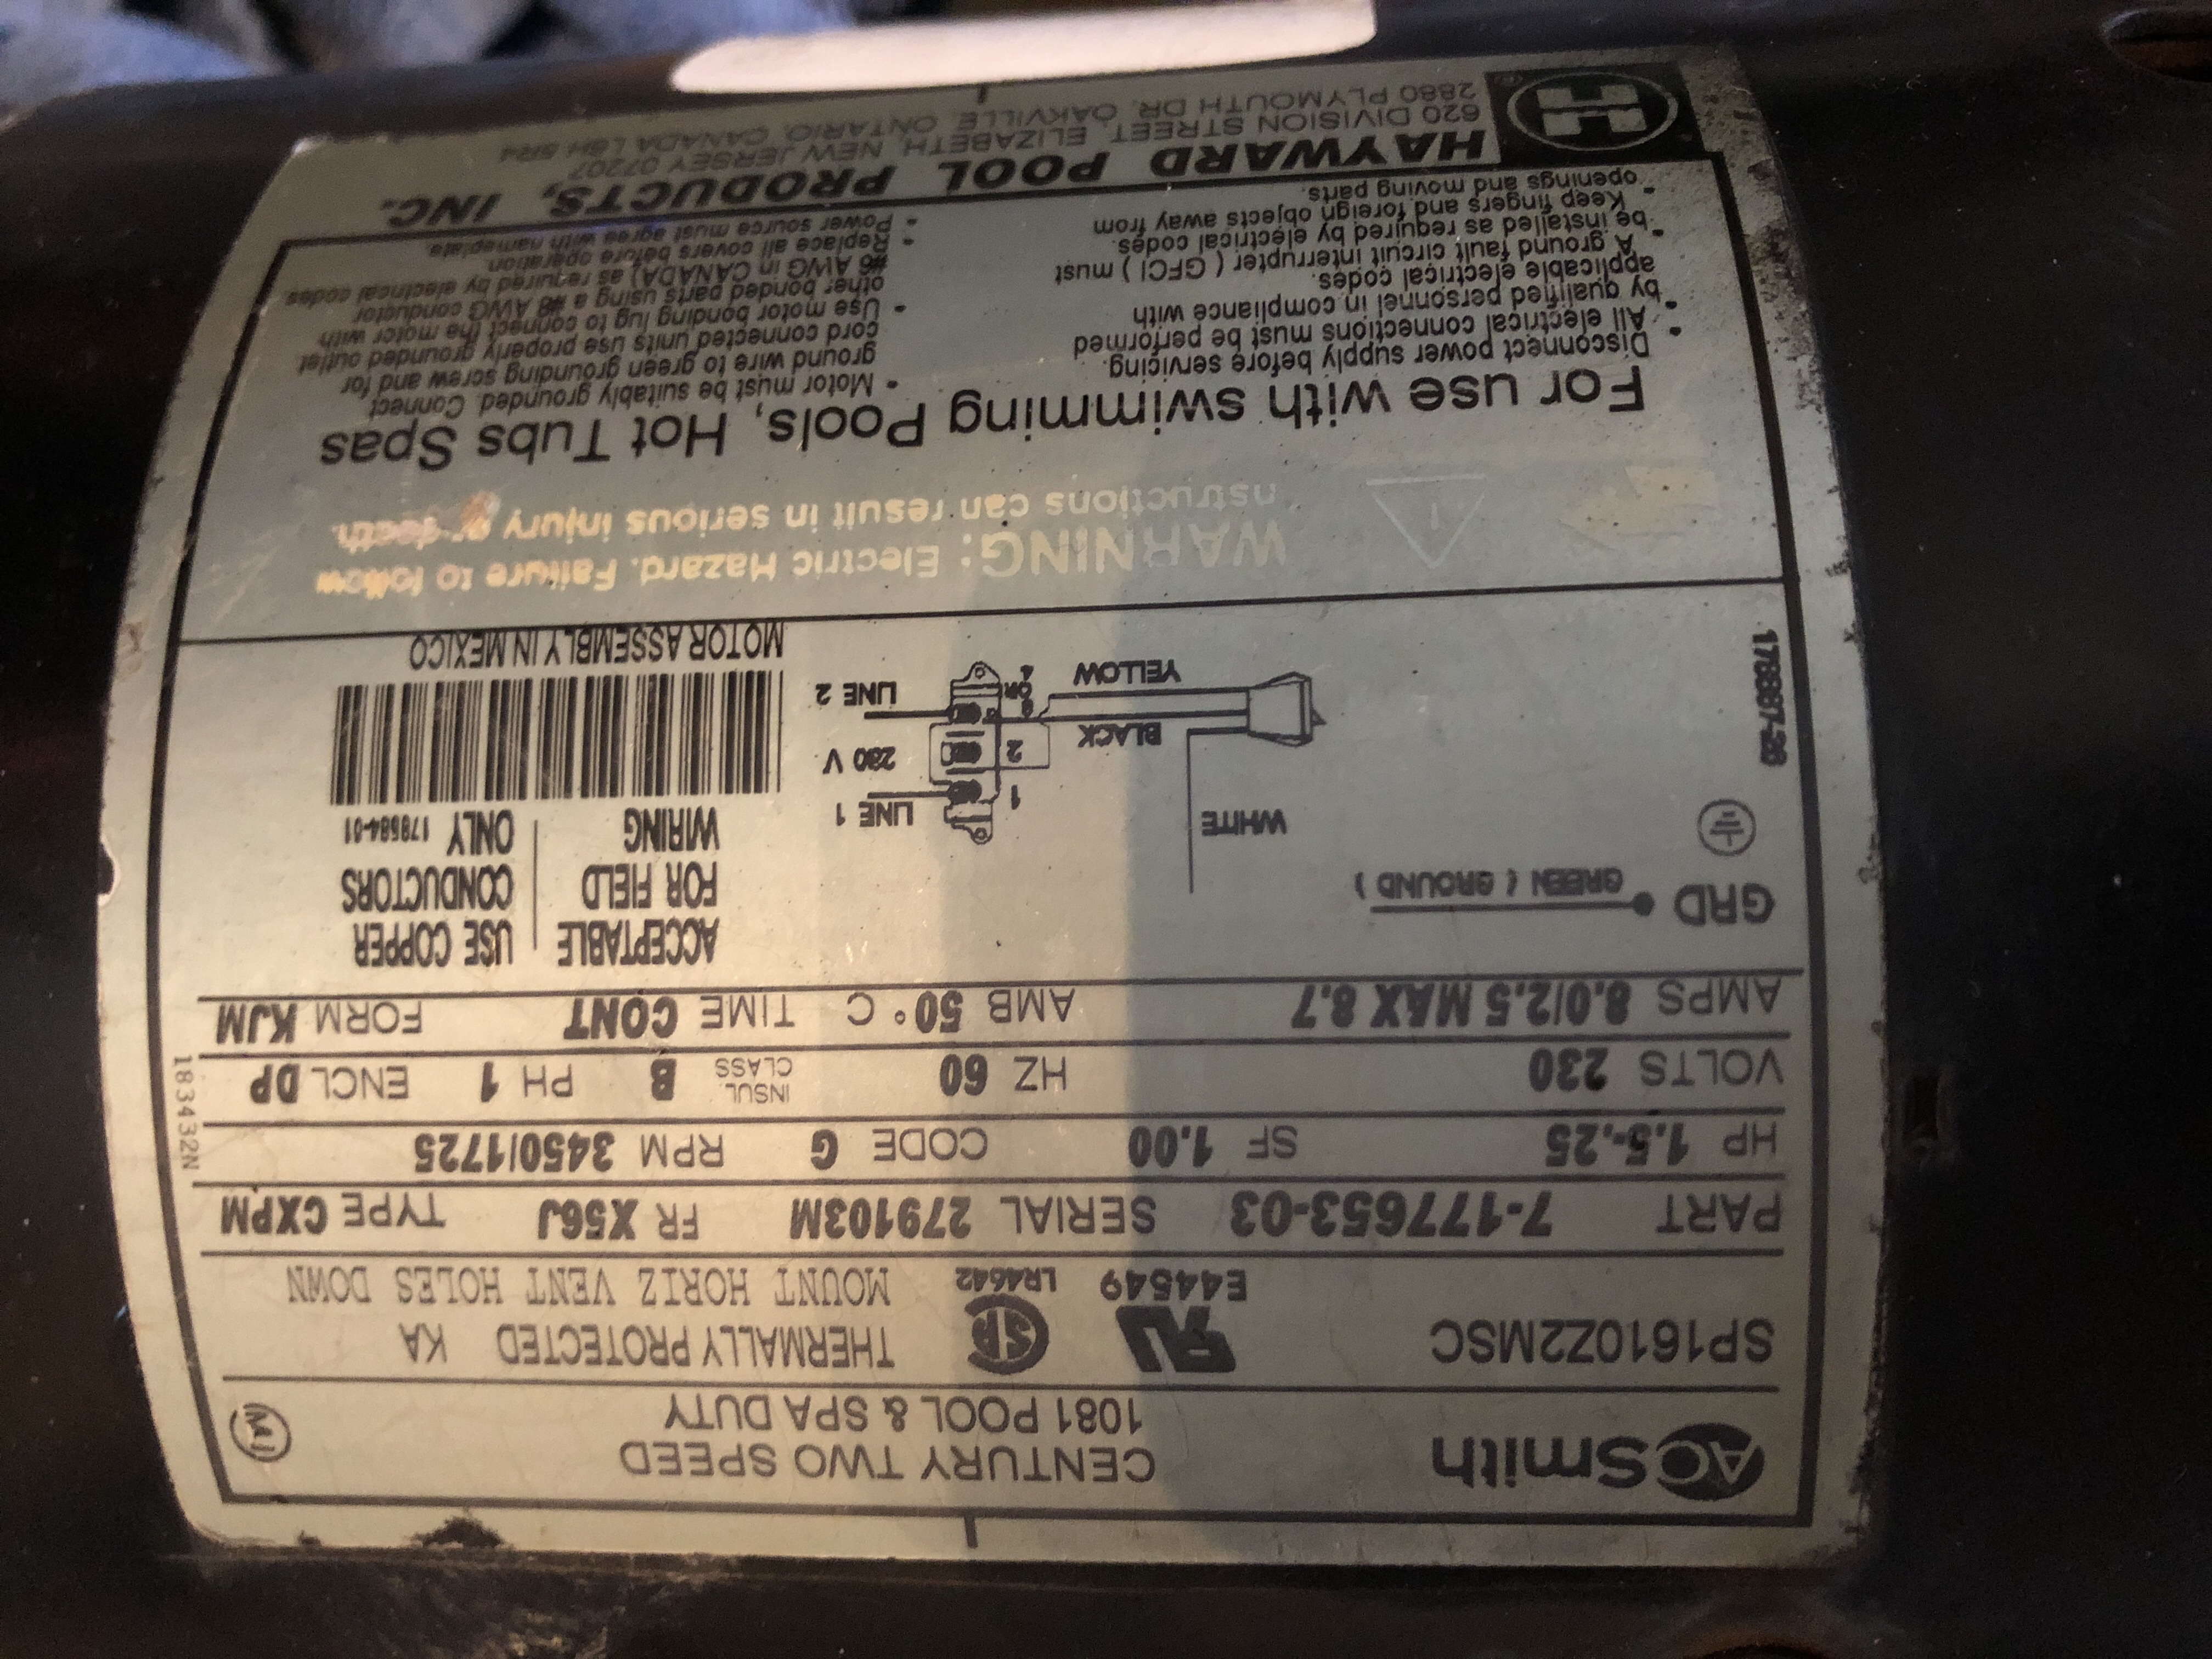 AOSmith
CENTURY TWO SPEED
1081 POOL & SPA DUTY
SP1610Z2MSC
E44549
LR4642
THERMALLY PROTECTED KA
MOUNT HORIZ VENT HOLES DOWN
PART 7-177653-03 SERIAL 279103M FR X56J TYPE CXPM
HP 1.5-.25 SF 1.00 CODE G RPM 3450/1725
VOLTS 230 HZ 60 INSUL. CLASS B PH 1 ENCL DP
AMPS 8.0/2.5 MAX 8.7 AMB 50°C TIME CONT FORM KJM
183432N
GRD
GREEN ( GROUND )
WHITE
BLACK
YELLOW
1
2
3
OR
4
LINE 1
230 V
LINE 2
ACCEPTABLE
FOR FIELD
WIRING
USE COPPER
CONDUCTORS
ONLY 178584-01
MOTOR ASSEMBLY IN MEXICO
178887-28
WARNING: Electric Hazard. Failure to follow
nstructions can result in serious injury or death.
For use with swimming Pools, Hot Tubs Spas
• Disconnect power supply before servicing.
• All electrical connections must be performed
by qualified personnel in compliance with
applicable electrical codes.
• A ground fault circuit interrupter ( GFCI ) must
be installed as required by electrical codes.
• Keep fingers and foreign objects away from
openings and moving parts.
• Motor must be suitably grounded. Connect
ground wire to green grounding screw and for
cord connected units use properly grounded outlet
• Use motor bonding lug to connect the motor with
other bonded parts using a #8 AWG conductor
#6 AWG in CANADA) as required by electrical codes
• Replace all covers before operation.
• Power source must agree with nameplate.
H
HAYWARD POOL PRODUCTS, INC.
620 DIVISION STREET, ELIZABETH, NEW JERSEY 07207
2880 PLYMOUTH DR, OAKVILLE, ONTARIO, CANADA L6H 5R4